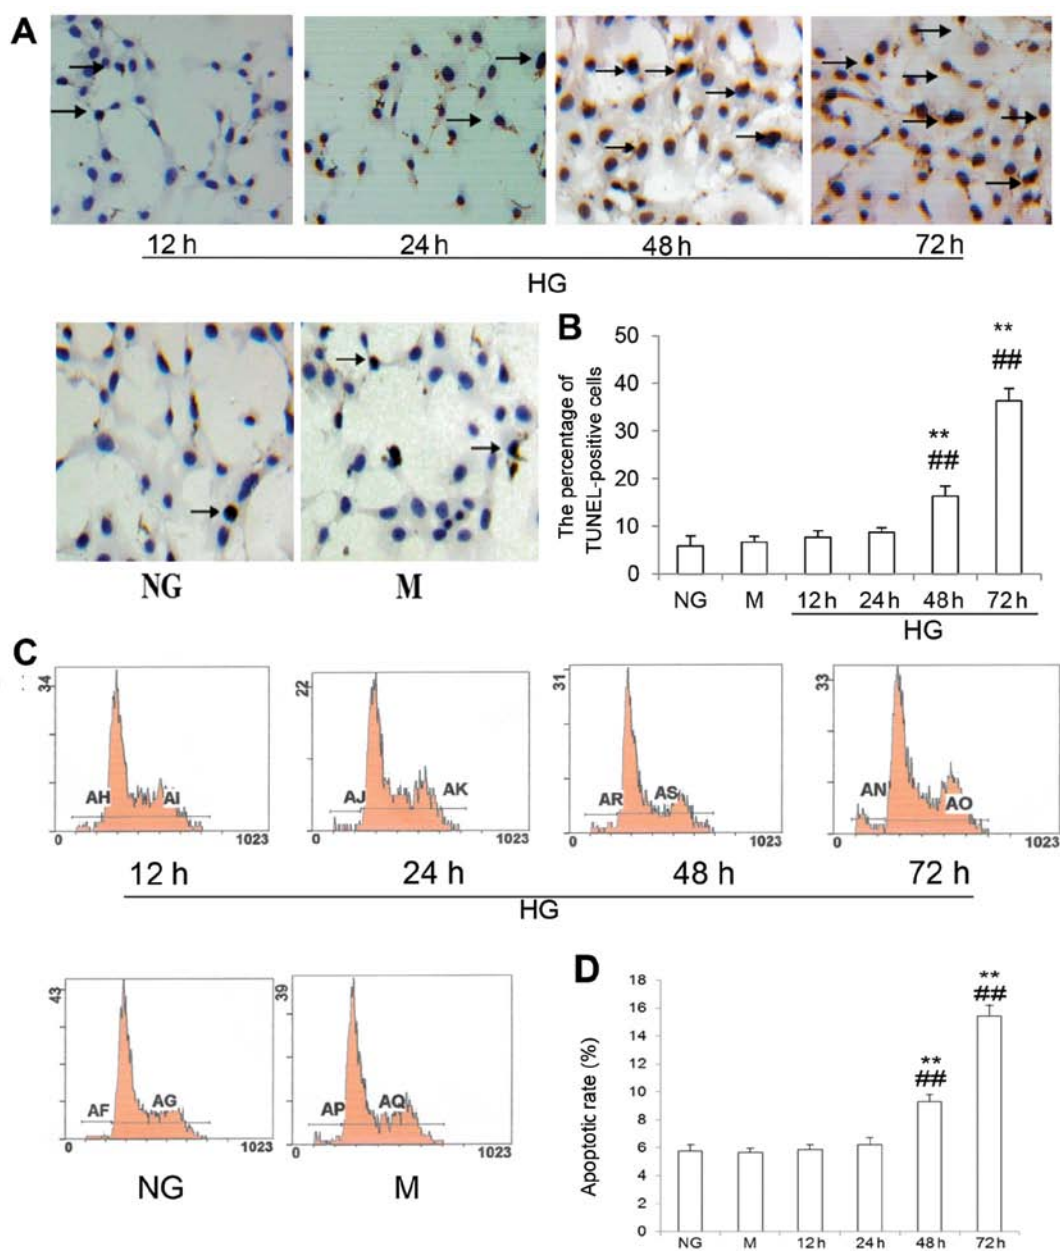 A
12 h
24 h
48 h
72 h
HG
NG
M
B
The percentage of
TUNEL-positive cells
50
40
30
20
10
0
**
##
**
##
NG
M
12 h
24 h
48 h
72 h
HG
C
34
AH
AI
0
1023
22
AJ
AK
0
1023
31
AR
AS
0
1023
33
AN
AO
0
1023
12 h
24 h
48 h
72 h
HG
43
AF
AG
0
1023
39
AP
AQ
0
1023
NG
M
D
Apoptotic rate (%)
18
16
14
12
10
8
6
4
2
0
**
##
**
##
NG
M
12 h
24 h
48 h
72 h